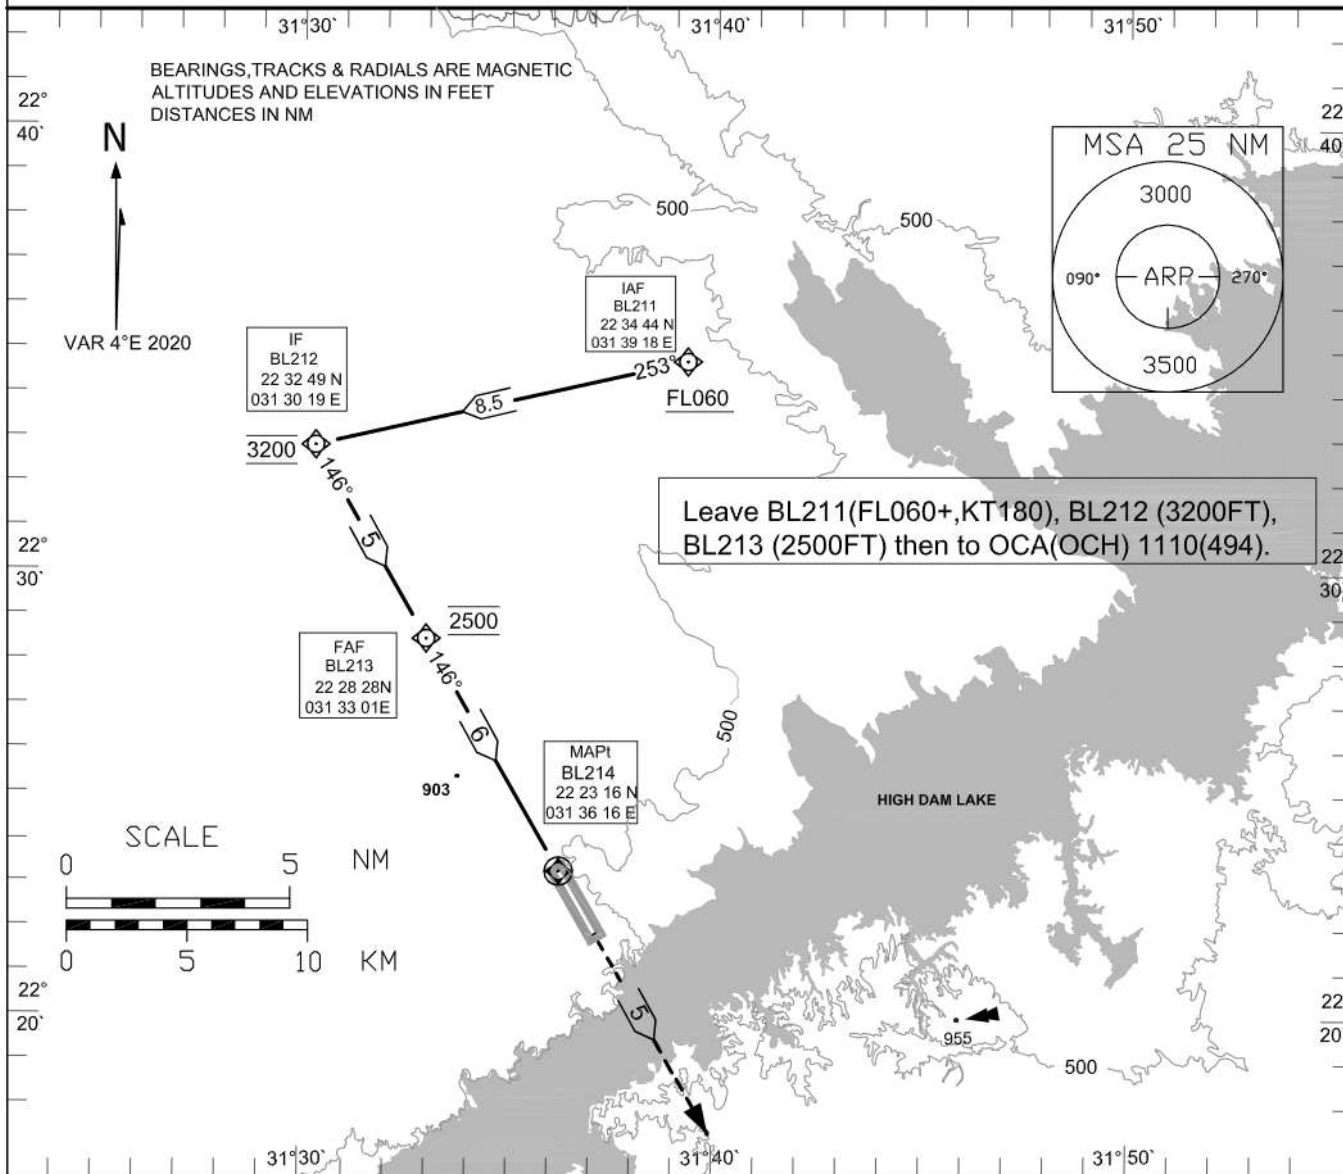 31°30`
31°40`
31°50`
BEARINGS,TRACKS & RADIALS ARE MAGNETIC
ALTITUDES AND ELEVATIONS IN FEET
DISTANCES IN NM
22°
40`
22
40
N
VAR 4°E 2020
MSA 25 NM
3000
090°
ARP
270°
3500
500
500
IAF
BL211
22 34 44 N
031 39 18 E
253°
FL060
8.5
IF
BL212
22 32 49 N
031 30 19 E
3200
146°
5
Leave BL211(FL060+,KT180), BL212 (3200FT),
BL213 (2500FT) then to OCA(OCH) 1110(494).
22°
30`
22
30
2500
FAF
BL213
22 28 28N
031 33 01E
146°
6
500
903
MAPt
BL214
22 23 16 N
031 36 16 E
HIGH DAM LAKE
SCALE
0
5
NM
0
5
10
KM
22°
20`
22
20
5
955
500
31°30`
31°40`
31°50`